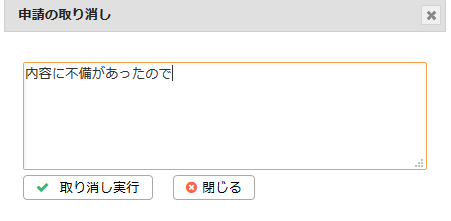 申請の取り消し
内容に不備があったので
取り消し実行
閉じる